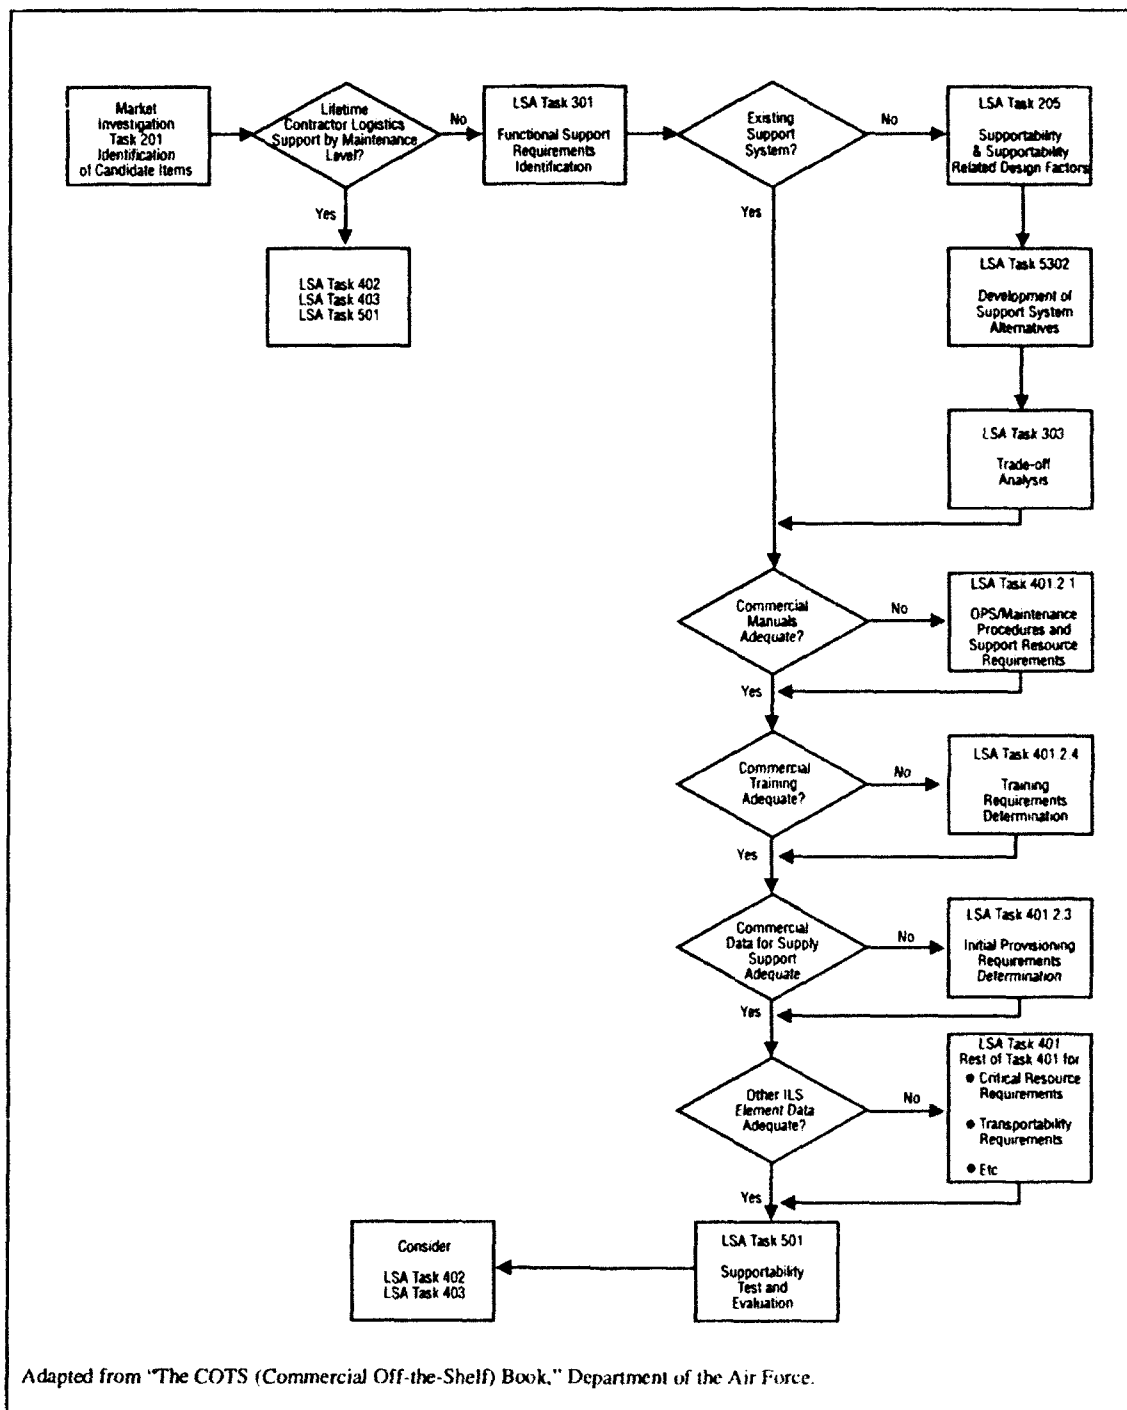 Market
Investigation
Task 201
Identification
of Candidate Items
Lifetime
Contractor Logistics
Support by Maintenance
Level?
No
LSA Task 301
Functional Support
Requirements
Identification
Existing
Support
System?
No
LSA Task 205
Supportability
& Supportability
Related Design Factors
Yes
Yes
LSA Task 402
LSA Task 403
LSA Task 501
LSA Task 5302
Development of
Support System
Alternatives
LSA Task 303
Trade-off
Analysis
Commercial
Manuals
Adequate?
No
LSA Task 401.2 1
OPS/Maintenance
Procedures and
Support Resource
Requirements
Yes
Commercial
Training
Adequate?
No
LSA Task 401 2.4
Training
Requirements
Determination
Yes
Commercial
Data for Supply
Support
Adequate
No
LSA Task 401 2.3
Initial Provisioning
Requirements
Determination
Yes
Other ILS
Element Data
Adequate?
No
LSA Task 401
Rest of Task 401 for
● Critical Resource
Requirements
● Transportability
Requirements
● Etc
Yes
LSA Task 501
Supportability
Test and
Evaluation
Consider
LSA Task 402
LSA Task 403
Adapted from "The COTS (Commercial Off-the-Shelf) Book," Department of the Air Force.